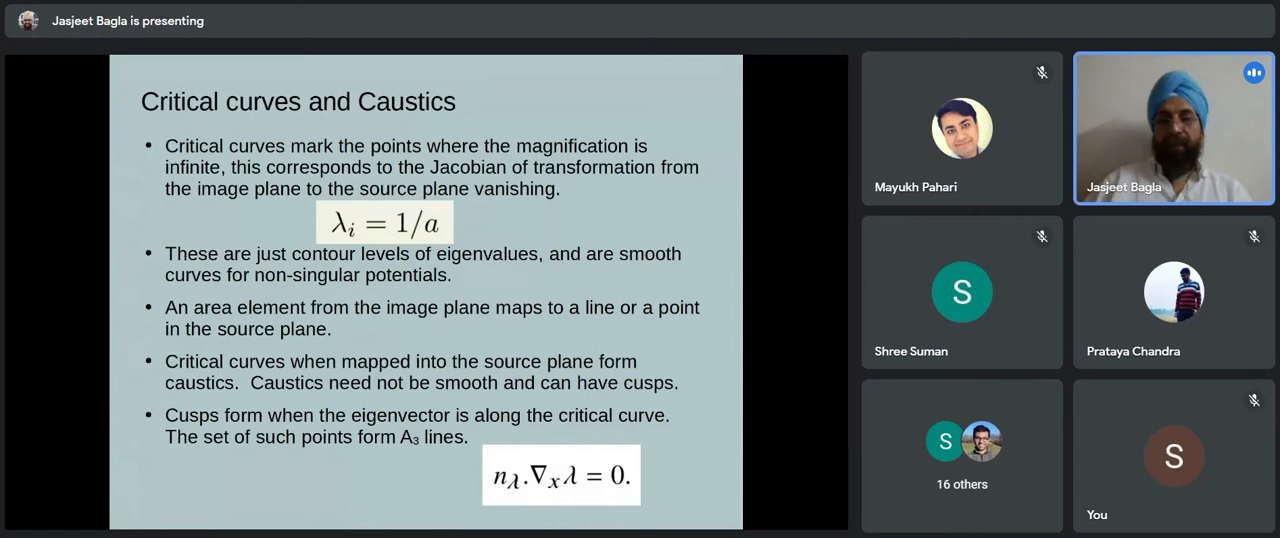 Jasjeet Bagla is presenting
Critical curves and Caustics
• Critical curves mark the points where the magnification is
infinite, this corresponds to the Jacobian of transformation from
the image plane to the source plane vanishing.
λᵢ = 1/a
• These are just contour levels of eigenvalues, and are smooth
curves for non-singular potentials.
• An area element from the image plane maps to a line or a point
in the source plane.
• Critical curves when mapped into the source plane form
caustics. Caustics need not be smooth and can have cusps.
• Cusps form when the eigenvector is along the critical curve.
The set of such points form A₃ lines.
n_λ.∇ₓλ = 0.
Mayukh Pahari
Jasjeet Bagla
S
Shree Suman
Prataya Chandra
S
16 others
S
You